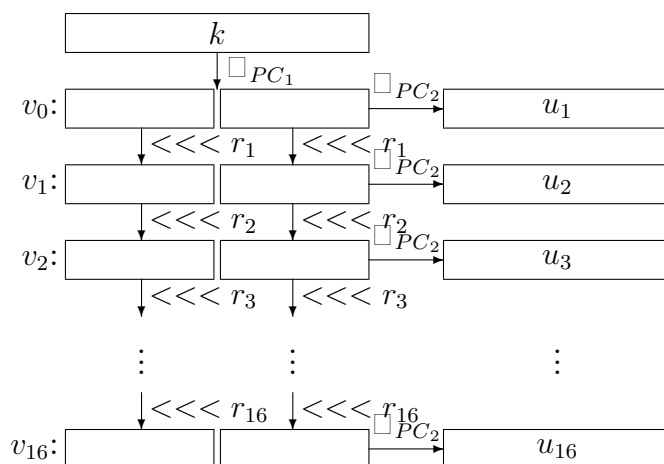 k
□ PC₁
v₀: □ PC₂ u₁
<<< r₁ <<< r₁
v₁: □ PC₂ u₂
<<< r₂ <<< r₂
v₂: □ PC₂ u₃
<<< r₃ <<< r₃
⋮ ⋮ ⋮
<<< r₁₆ <<< r₁₆
v₁₆: □ PC₂ u₁₆